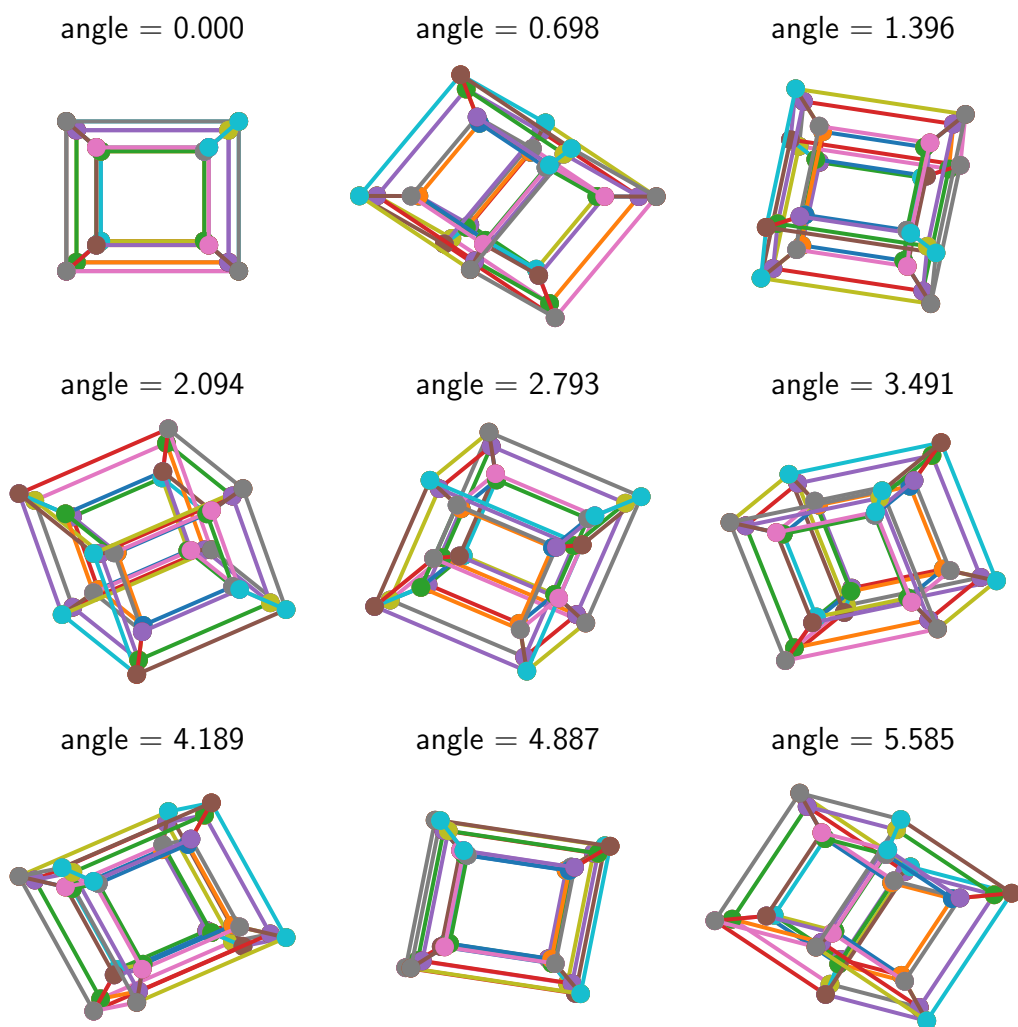 angle = 0.000
angle = 0.698
angle = 1.396
angle = 2.094
angle = 2.793
angle = 3.491
angle = 4.189
angle = 4.887
angle = 5.585